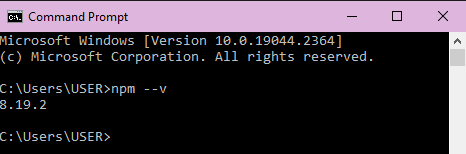 Command Prompt
Microsoft Windows [Version 10.0.19044.2364]
(c) Microsoft Corporation. All rights reserved.
C:\Users\USER>npm --v
8.19.2
C:\Users\USER>